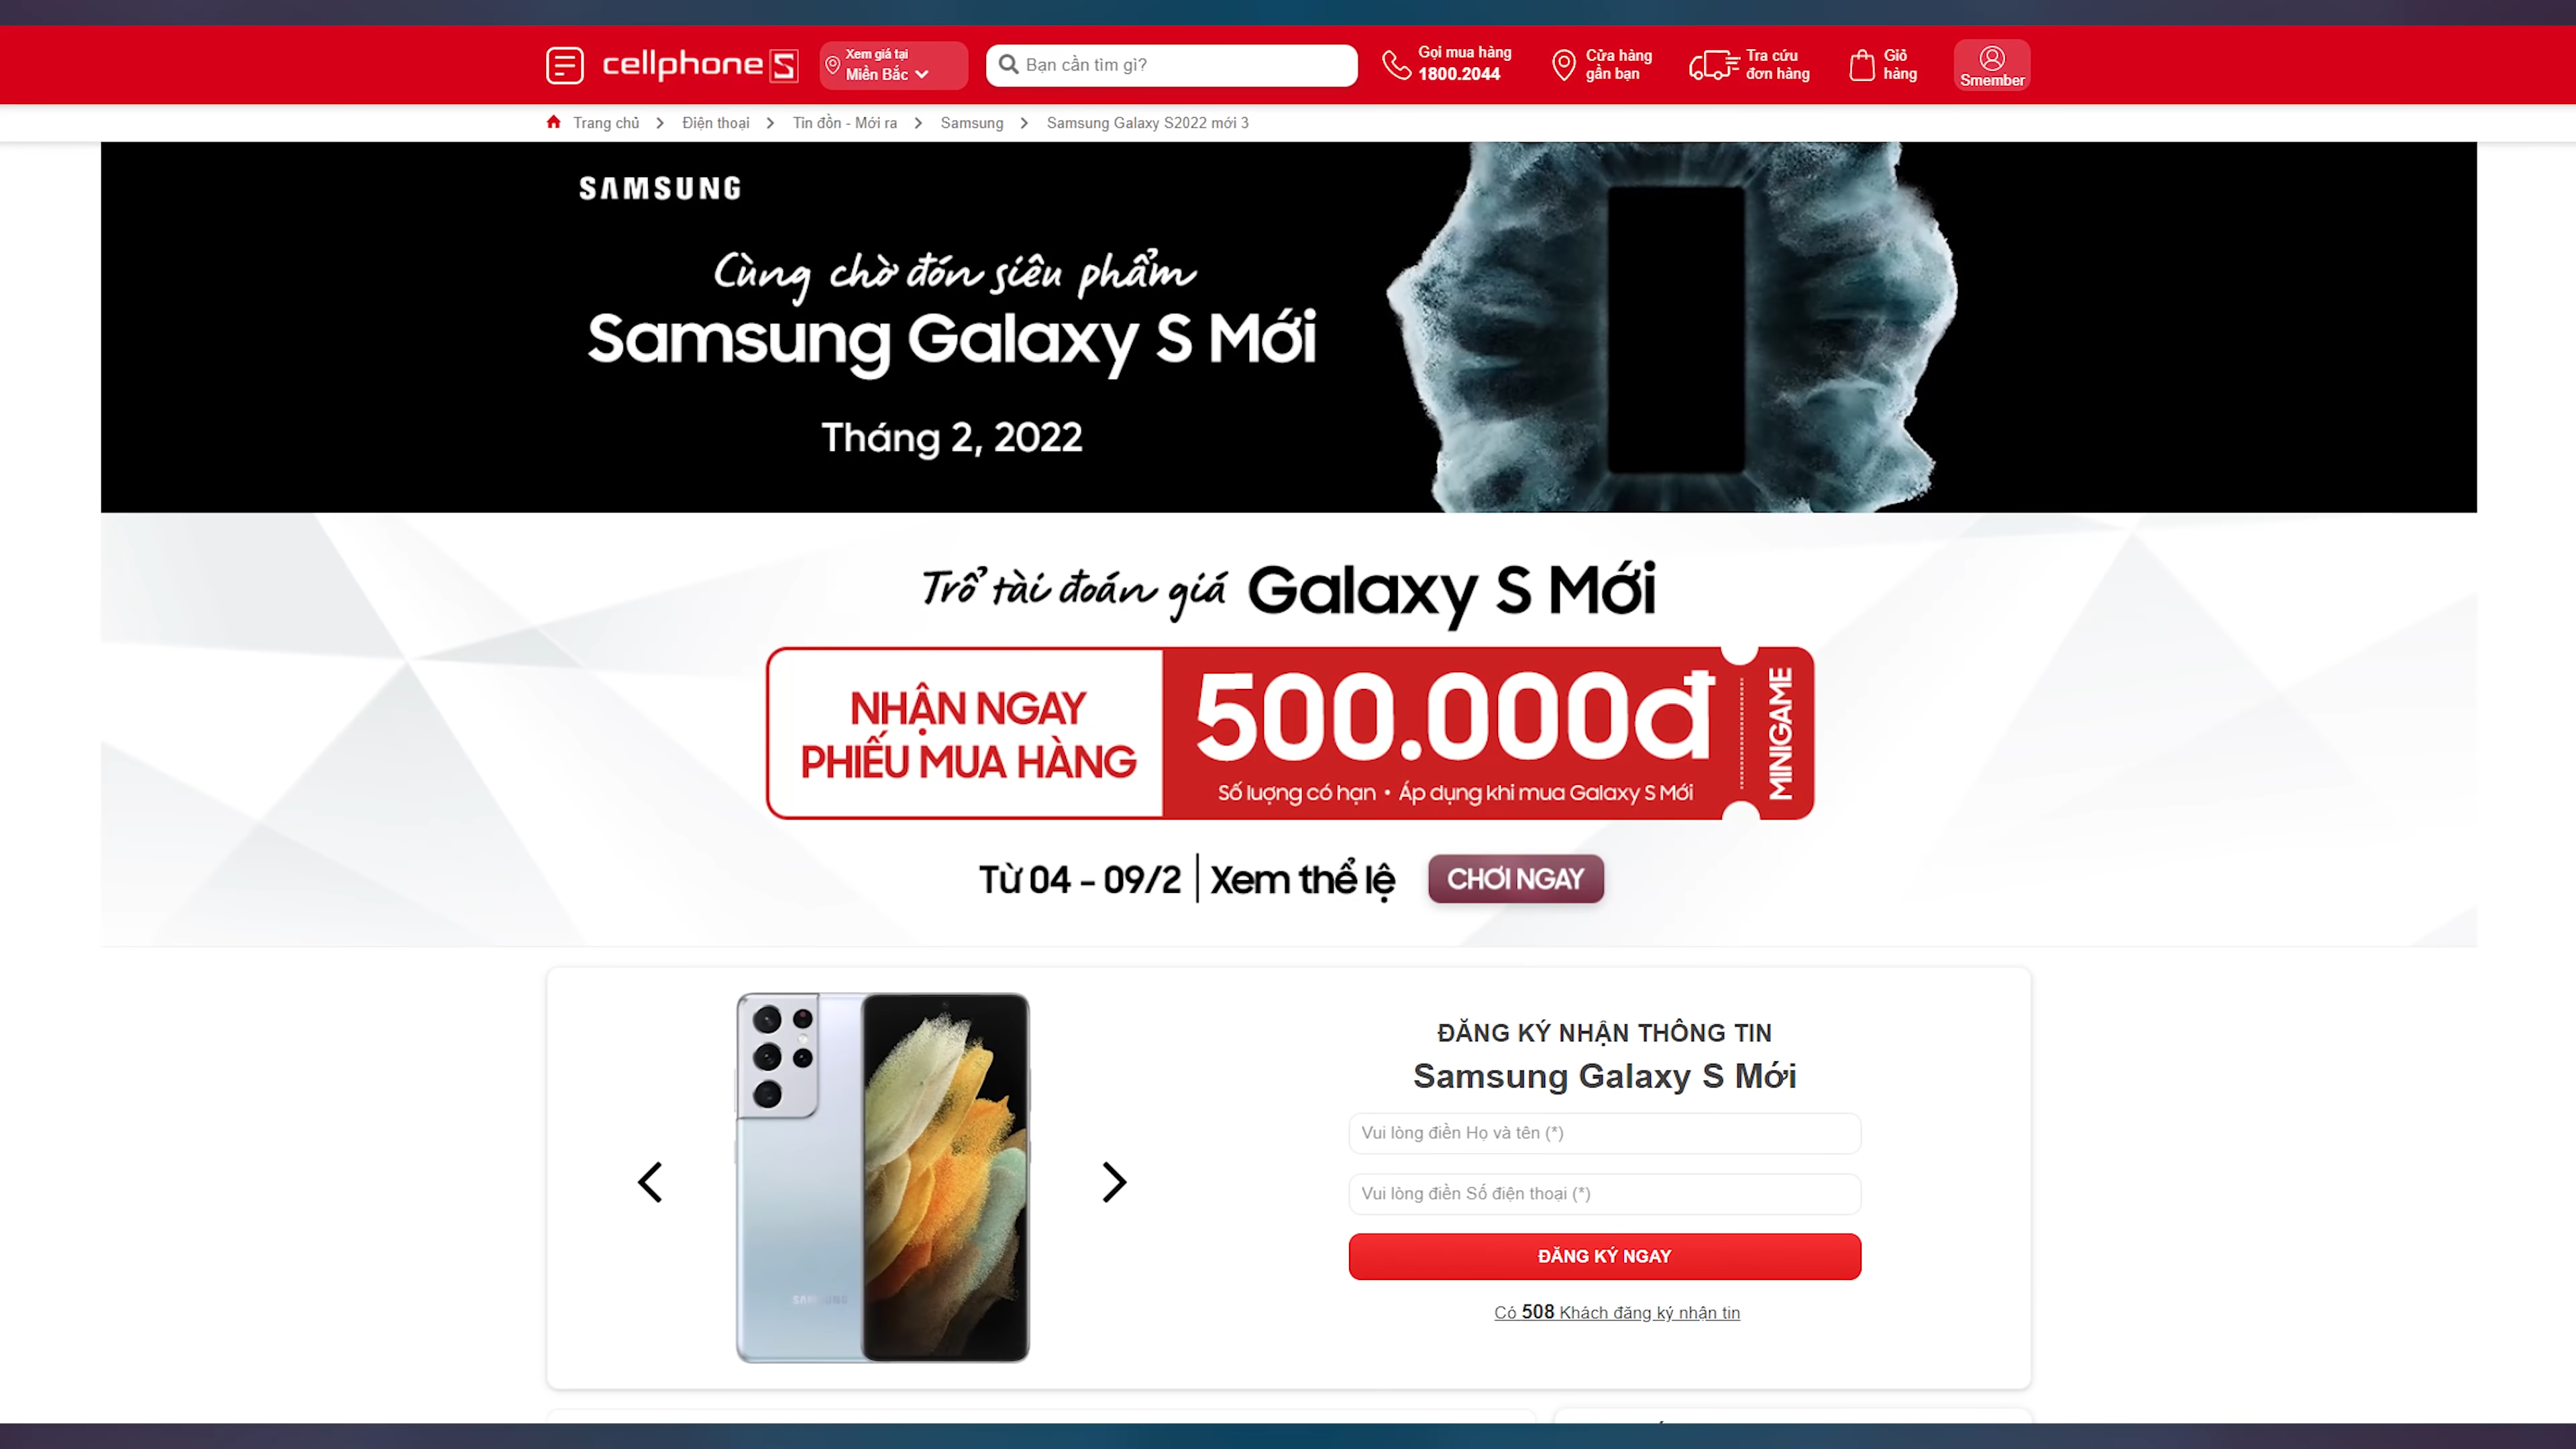 cellphoneS
Xem giá tại
Miền Bắc
Bạn cần tìm gì?
Gọi mua hàng
1800.2044
Cửa hàng
gần bạn
Tra cứu
đơn hàng
Giỏ
hàng
Smember
Trang chủ
Điện thoại
Tin đồn - Mới ra
Samsung
Samsung Galaxy S2022 mới 3
SAMSUNG
Cùng chờ đón siêu phẩm
Samsung Galaxy S Mới
Tháng 2, 2022
Trổ tài đoán giá Galaxy S Mới
NHẬN NGAY
PHIẾU MUA HÀNG
500.000đ
Số lượng có hạn • Áp dụng khi mua Galaxy S Mới
MINIGAME
Từ 04 - 09/2 | Xem thể lệ
CHƠI NGAY
SAMSUNG
ĐĂNG KÝ NHẬN THÔNG TIN
Samsung Galaxy S Mới
Vui lòng điền Họ và tên (*)
Vui lòng điền Số điện thoại (*)
ĐĂNG KÝ NGAY
Có 508 Khách đăng ký nhận tin